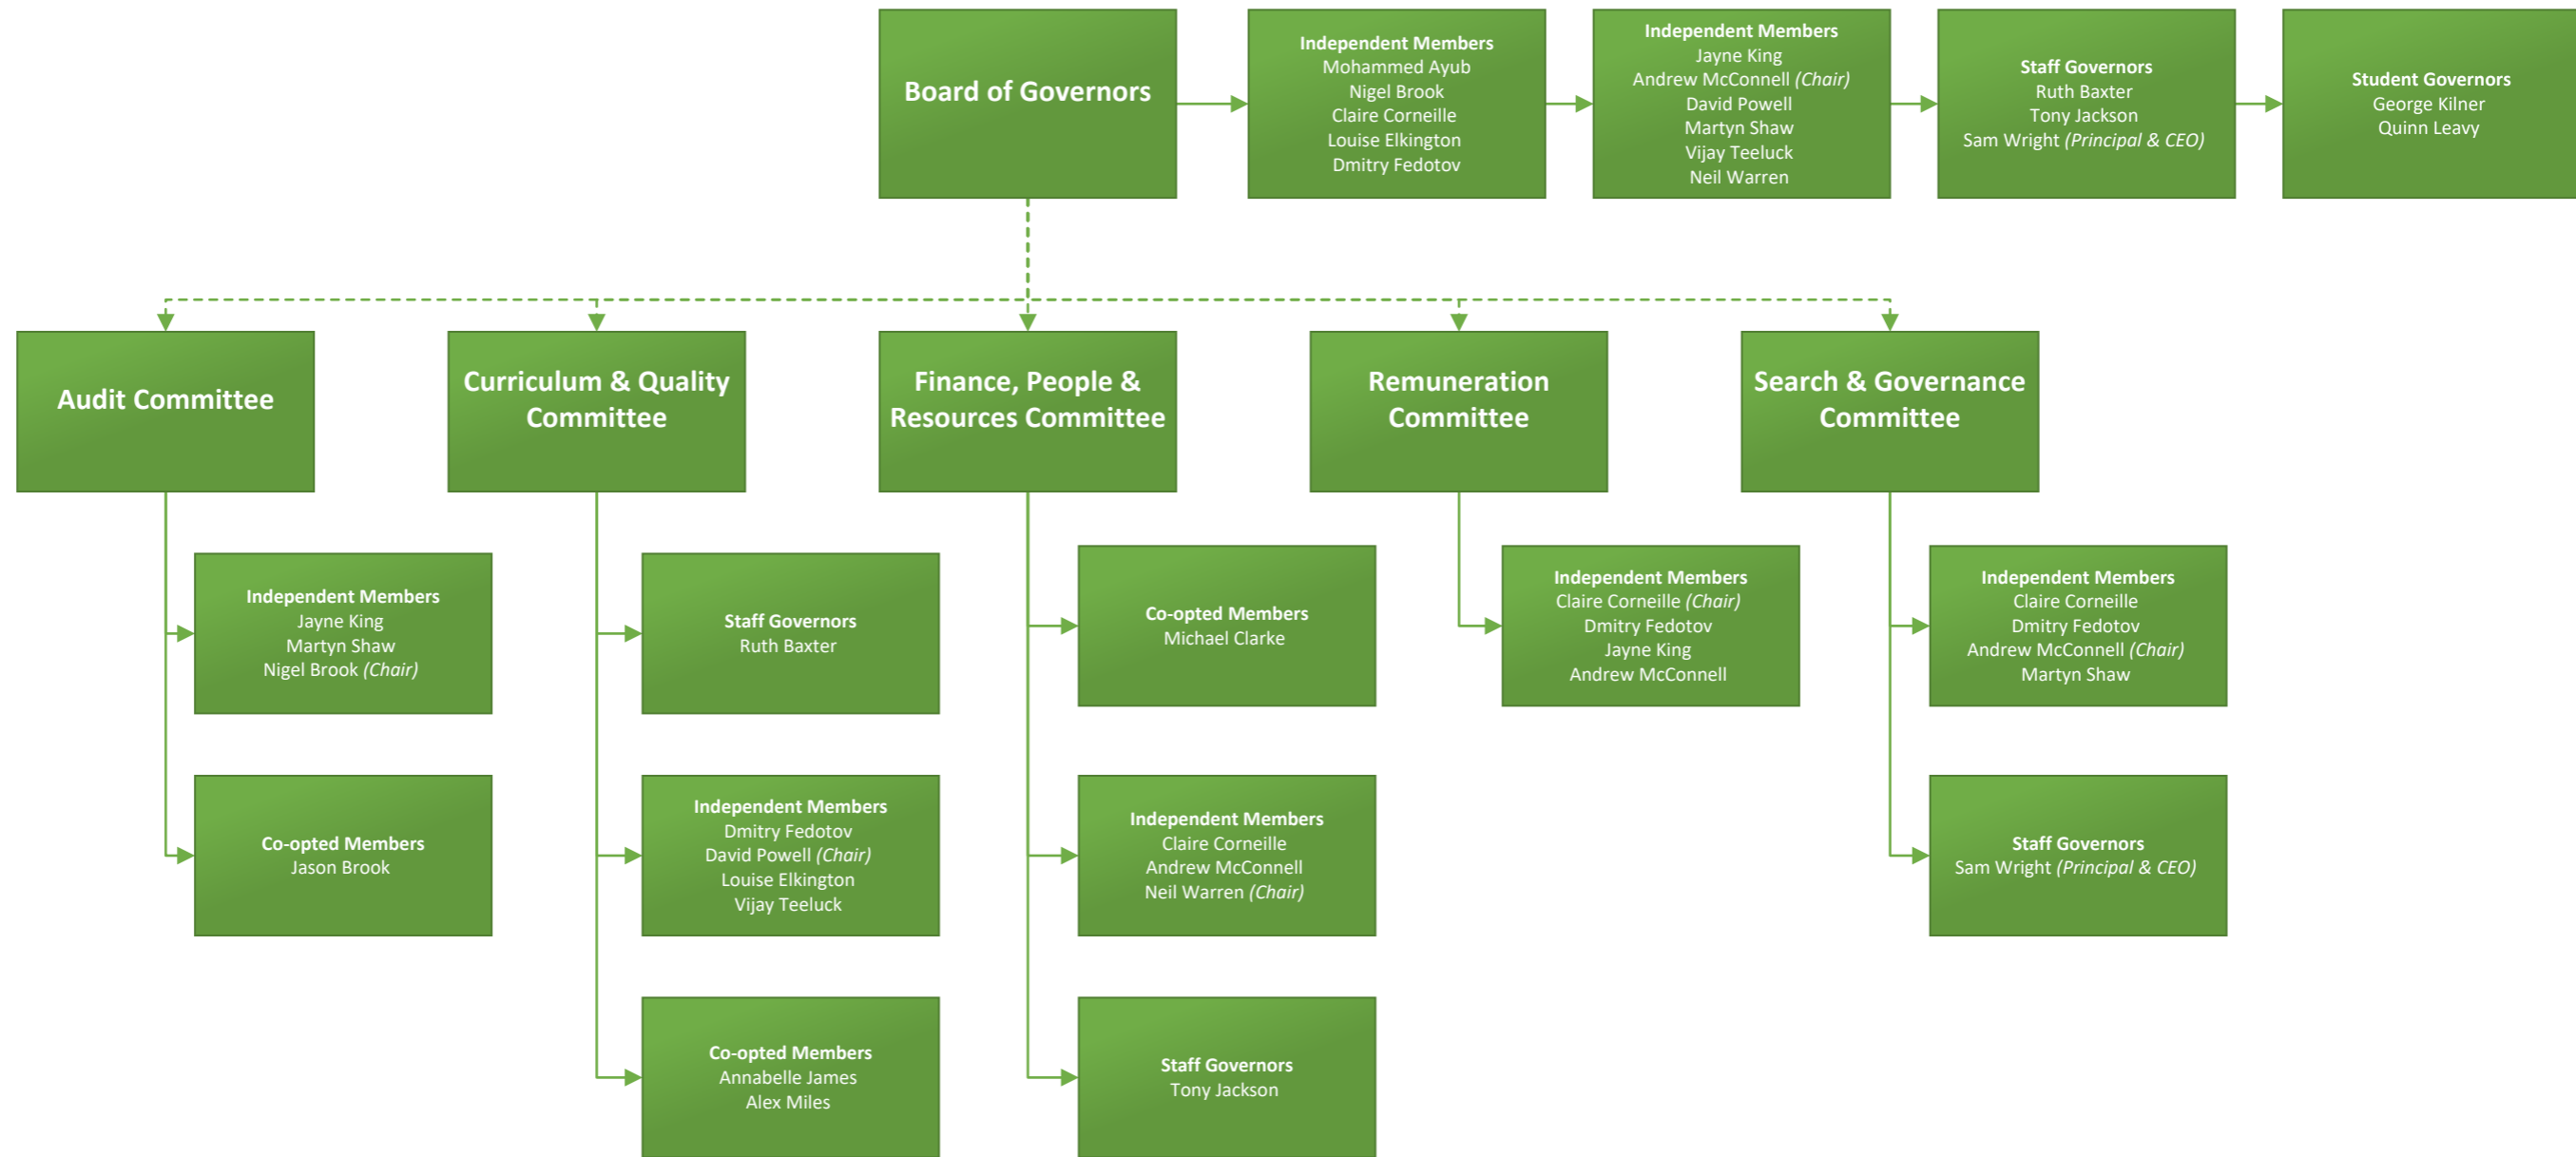 Board of Governors
Independent Members
Mohammed Ayub
Nigel Brook
Claire Corneille
Louise Elkington
Dmitry Fedotov
Independent Members
Jayne King
Andrew McConnell (Chair)
David Powell
Martyn Shaw
Vijay Teeluck
Neil Warren
Staff Governors
Ruth Baxter
Tony Jackson
Sam Wright (Principal & CEO)
Student Governors
George Kilner
Quinn Leavy
Audit Committee
Curriculum & Quality
Committee
Finance, People &
Resources Committee
Remuneration
Committee
Search & Governance
Committee
Independent Members
Jayne King
Martyn Shaw
Nigel Brook (Chair)
Co-opted Members
Jason Brook
Staff Governors
Ruth Baxter
Independent Members
Dmitry Fedotov
David Powell (Chair)
Louise Elkington
Vijay Teeluck
Co-opted Members
Annabelle James
Alex Miles
Co-opted Members
Michael Clarke
Independent Members
Claire Corneille
Andrew McConnell
Neil Warren (Chair)
Staff Governors
Tony Jackson
Independent Members
Claire Corneille (Chair)
Dmitry Fedotov
Jayne King
Andrew McConnell
Independent Members
Claire Corneille
Dmitry Fedotov
Andrew McConnell (Chair)
Martyn Shaw
Staff Governors
Sam Wright (Principal & CEO)